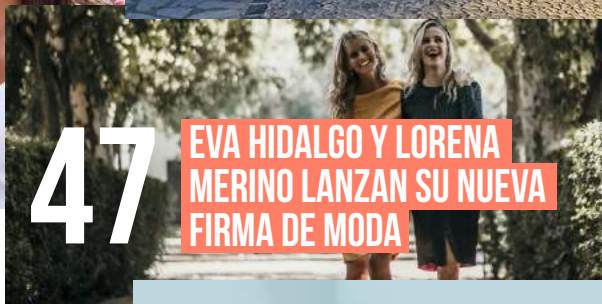 47
EVA HIDALGO Y LORENA
MERINO LANZAN SU NUEVA
FIRMA DE MODA